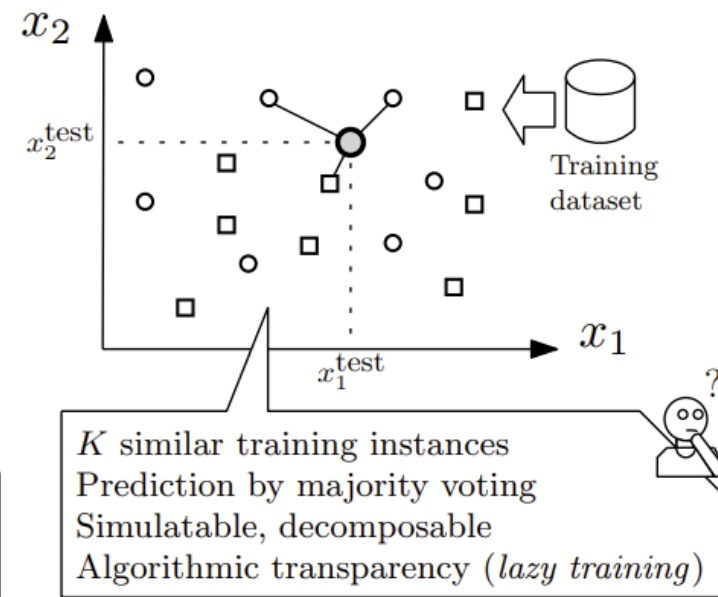 x₂
x₂ᵗᵉˢᵗ
Training
dataset
x₁
x₁ᵗᵉˢᵗ
?
K similar training instances
Prediction by majority voting
Simulatable, decomposable
Algorithmic transparency (lazy training)